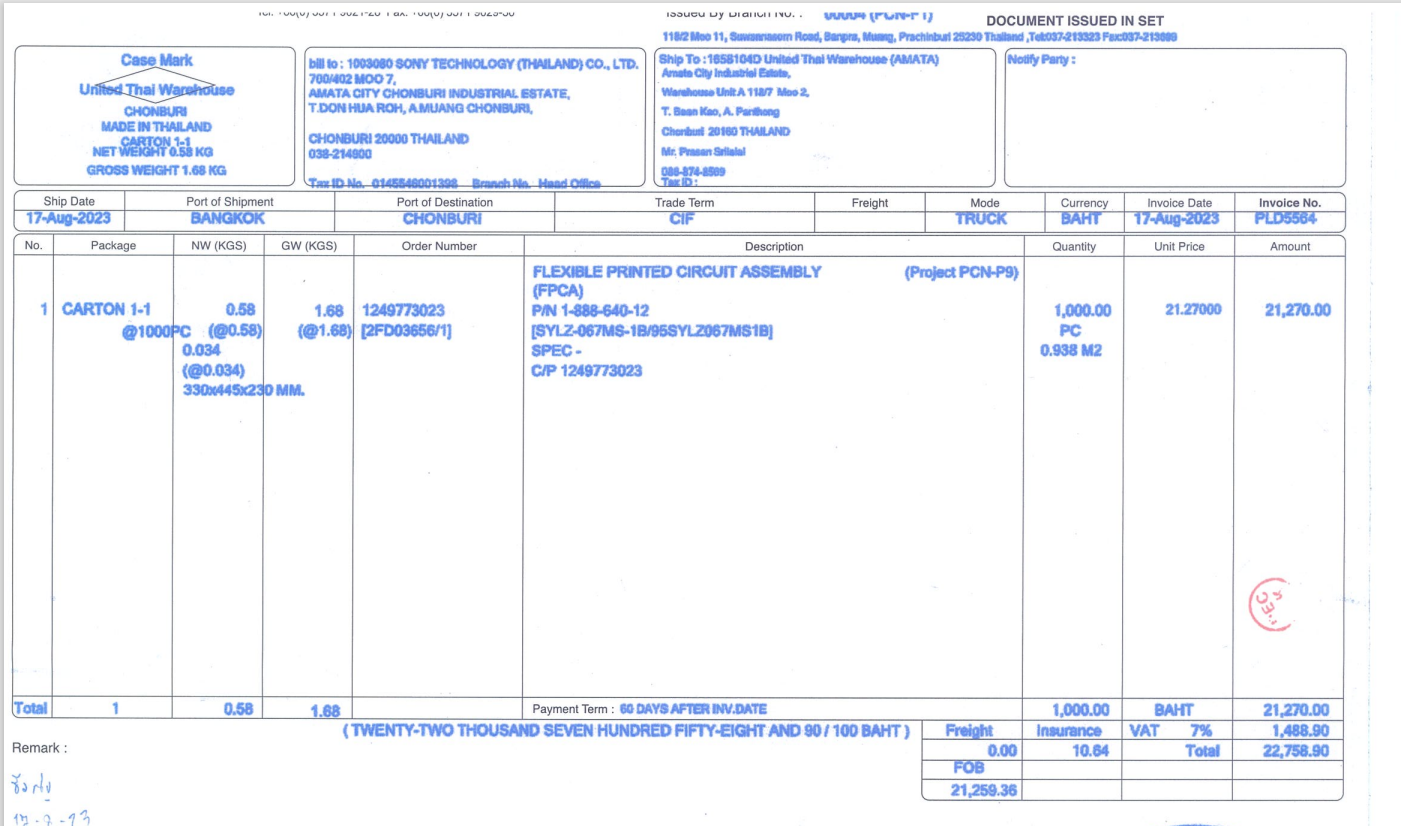 Issued By Branch No. : 00004 (PCN-P1)
DOCUMENT ISSUED IN SET
118/2 Moo 11, Suwannasorn Road, Banpra, Muang, Prachinburi 25230 Thailand ,Tel:037-213323 Fax:037-213699
Case Mark
United Thai Warehouse
CHONBURI
MADE IN THAILAND
CARTON 1-1
NET WEIGHT 0.58 KG
GROSS WEIGHT 1.68 KG
bill to : 1003080 SONY TECHNOLOGY (THAILAND) CO., LTD.
700/402 MOO 7,
AMATA CITY CHONBURI INDUSTRIAL ESTATE,
T.DON HUA ROH, A.MUANG CHONBURI,
CHONBURI 20000 THAILAND
038-214900
Tax ID No. 0145546001398 Branch No. Head Office
Ship To : 1658104D United Thai Warehouse (AMATA)
Amata City Industrial Estate,
Warehouse Unit A 118/7 Moo 2,
T. Baan Kao, A. Panthong
Chonburi 20160 THAILAND
Mr. Prasan Srilalai
086-874-8569
Tax ID :
Notify Party :
Ship Date Port of Shipment Port of Destination Trade Term Freight Mode Currency Invoice Date Invoice No.
17-Aug-2023 BANGKOK CHONBURI CIF TRUCK BAHT 17-Aug-2023 PLD5564
No. Package NW (KGS) GW (KGS) Order Number Description Quantity Unit Price Amount
FLEXIBLE PRINTED CIRCUIT ASSEMBLY (Project PCN-P9)
(FPCA)
1 CARTON 1-1 0.58 1.68 1249773023 P/N 1-888-640-12 1,000.00 21.27000 21,270.00
@1000PC (@0.58) (@1.68) [2FD03656/1] [SYLZ-067MS-1B/95SYLZ067MS1B] PC
0.034 SPEC - 0.938 M2
(@0.034) C/P 1249773023
330x445x230 MM.
Total 1 0.58 1.68 Payment Term : 60 DAYS AFTER INV.DATE 1,000.00 BAHT 21,270.00
( TWENTY-TWO THOUSAND SEVEN HUNDRED FIFTY-EIGHT AND 90 / 100 BAHT ) Freight Insurance VAT 7% 1,488.90
Remark : 0.00 10.64 Total 22,758.90
FOB
21,259.36